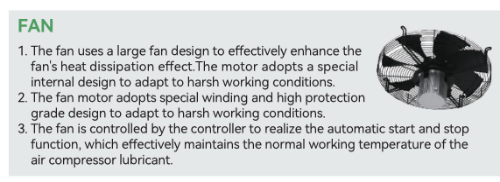 FAN
1. The fan uses a large fan design to effectively enhance the
fan's heat dissipation effect.The motor adopts a special
internal design to adapt to harsh working conditions.
2. The fan motor adopts special winding and high protection
grade design to adapt to harsh working conditions.
3. The fan is controlled by the controller to realize the automatic start and stop
function, which effectively maintains the normal working temperature of the
air compressor lubricant.